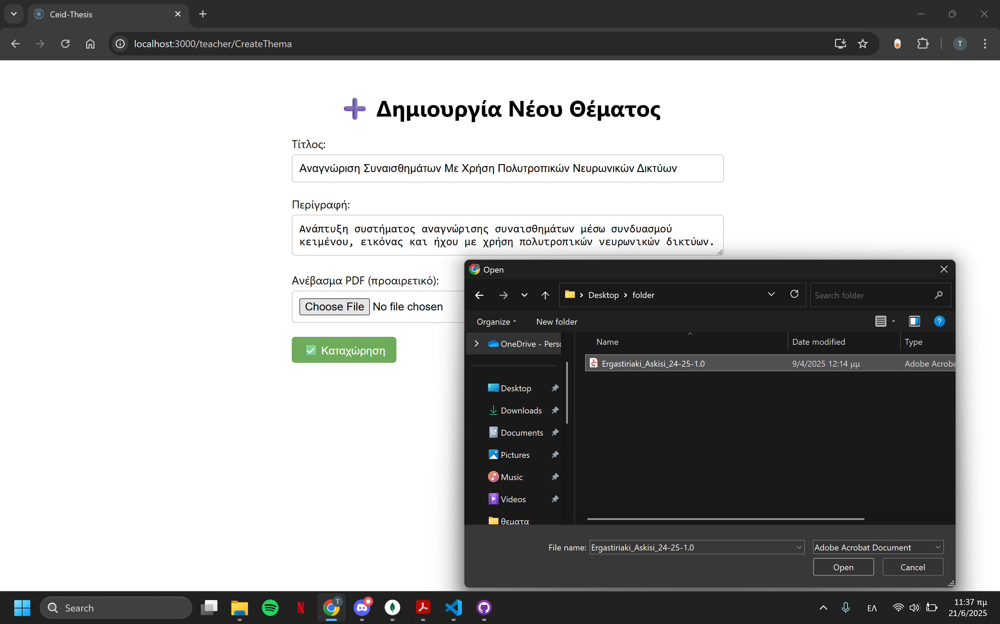 Ceid-Thesis
localhost:3000/teacher/CreateThema
T
Δημιουργία Νέου Θέματος
Τίτλος:
Αναγνώριση Συναισθημάτων Με Χρήση Πολυτροπικών Νευρωνικών Δικτύων
Περίγραφή:
Ανάπτυξη συστήματος αναγνώρισης συναισθημάτων μέσω συνδυασμού
κειμένου, εικόνας και ήχου με χρήση πολυτροπικών νευρωνικών δικτύων.
Ανέβασμα PDF (προαιρετικό):
Choose File No file chosen
Καταχώρηση
Open
Desktop folder
Search folder
Organize New folder
?
OneDrive - Perso
Name Date modified Type
Ergastiriaki_Askisi_24-25-1.0 9/4/2025 12:14 μμ Adobe Acroba
Desktop
Downloads
Documents
Pictures
Music
Videos
θεματα
File name: Ergastiriaki_Askisi_24-25-1.0 Adobe Acrobat Document
Open Cancel
Search
T
ΕΛ
11:37 πμ
21/6/2025